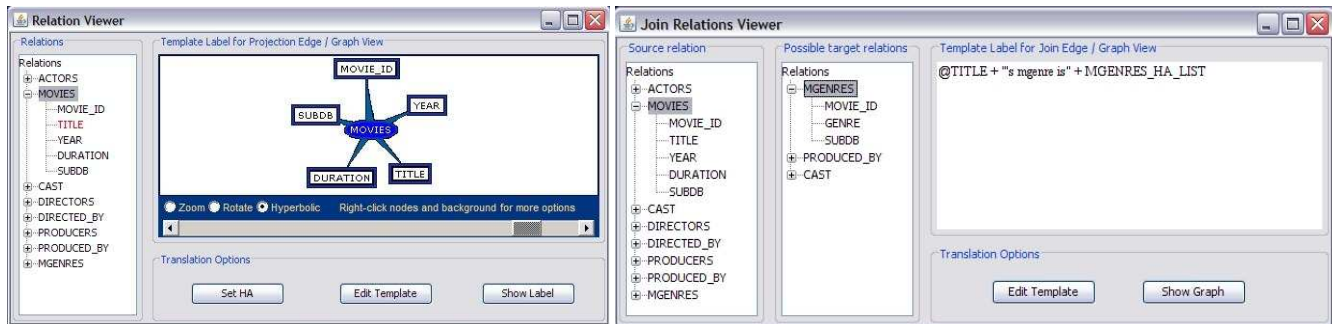 Relation Viewer
Relations
Relations
ACTORS
MOVIES
MOVIE_ID
TITLE
YEAR
DURATION
SUBDB
CAST
DIRECTORS
DIRECTED_BY
PRODUCERS
PRODUCED_BY
MGENRES
Template Label for Projection Edge / Graph View
MOVIE_ID
YEAR
SUBDB
MOVIES
DURATION
TITLE
Zoom Rotate Hyperbolic Right-click nodes and background for more options
Translation Options
Set HA Edit Template Show Label
Join Relations Viewer
Source relation
Relations
ACTORS
MOVIES
MOVIE_ID
TITLE
YEAR
DURATION
SUBDB
CAST
DIRECTORS
DIRECTED_BY
PRODUCERS
PRODUCED_BY
MGENRES
Possible target relations
Relations
MGENRES
MOVIE_ID
GENRE
SUBDB
PRODUCED_BY
CAST
Template Label for Join Edge / Graph View
@TITLE + "'s mgenre is" + MGENRES_HA_LIST
Translation Options
Edit Template Show Graph